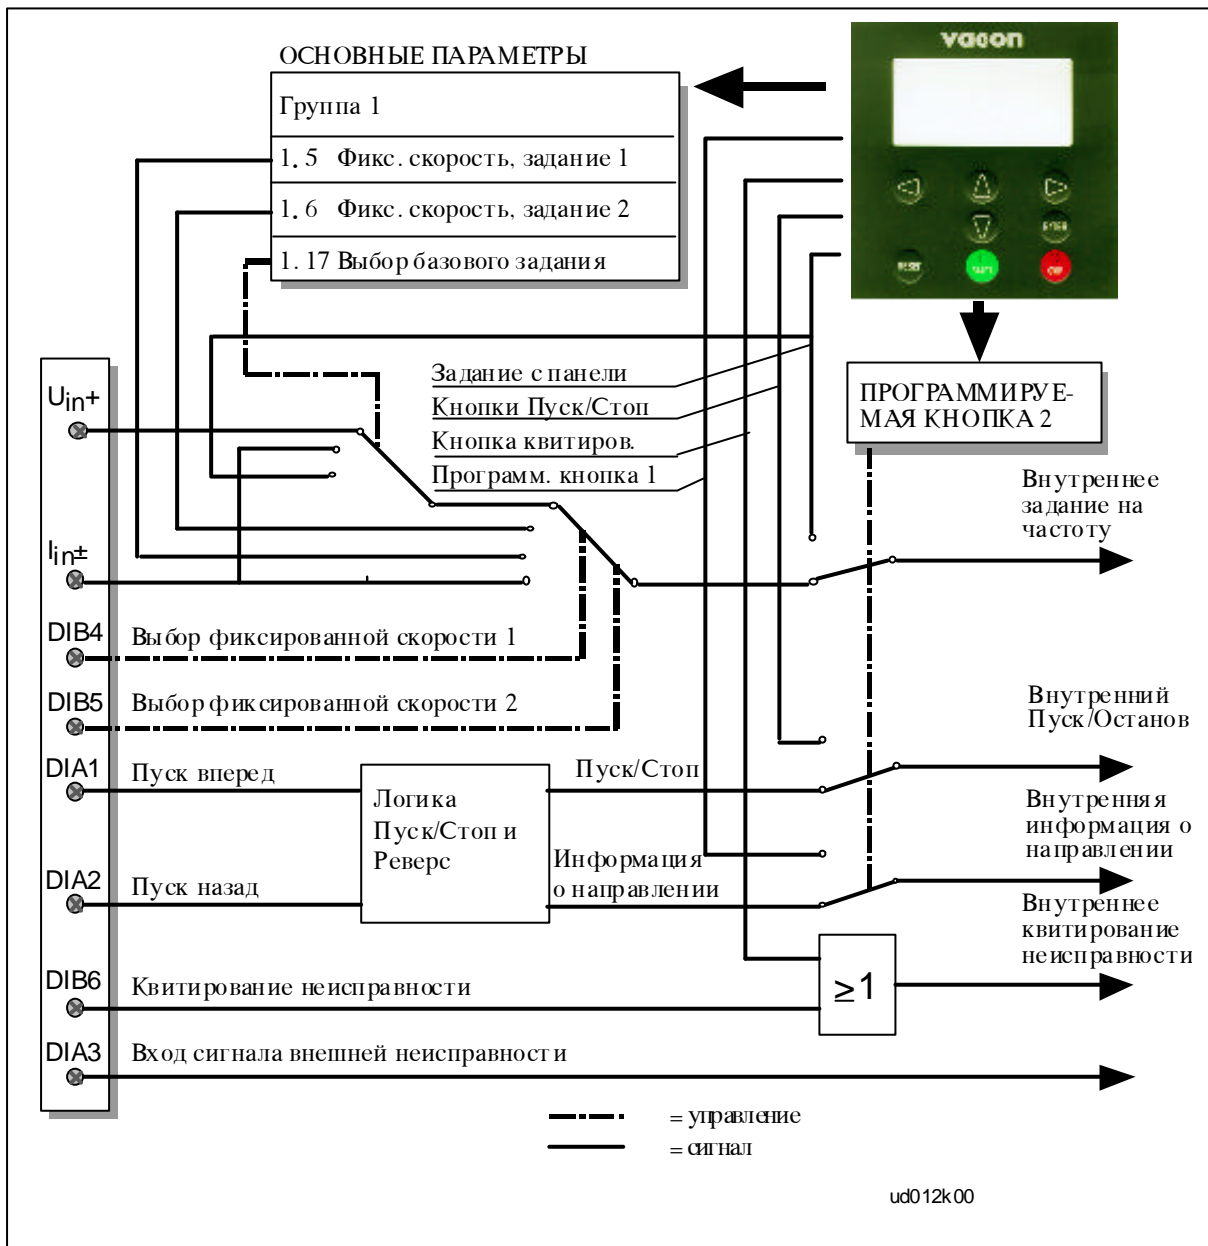 vacon
ОСНОВНЫЕ ПАРАМЕТРЫ
Группа 1
1. 5 Фикс. скорость, задание 1
1. 6 Фикс. скорость, задание 2
1. 17 Выбор базового задания
RESET
ENTER
START
Задание с панели
Кнопки Пуск/Стоп
Кнопка квитиров.
Программ. кнопка 1
ПРОГРАММИРУЕ-
МАЯ КНОПКА 2
Uin+
Iin±
DIB4
Выбор фиксированной скорости 1
DIB5
Выбор фиксированной скорости 2
DIA1
Пуск вперед
DIA2
Пуск назад
Логика
Пуск/Стоп и
Реверс
Пуск/Стоп
Информация
о направлении
DIB6
Квитирование неисправности
DIA3
Вход сигнала внешней неисправности
≥1
Внутреннее
задание на
частоту
Внутренний
Пуск/Останов
Внутренняя
информация о
направлении
Внутреннее
квитирование
неисправности
= управление
= сигнал
ud012k00